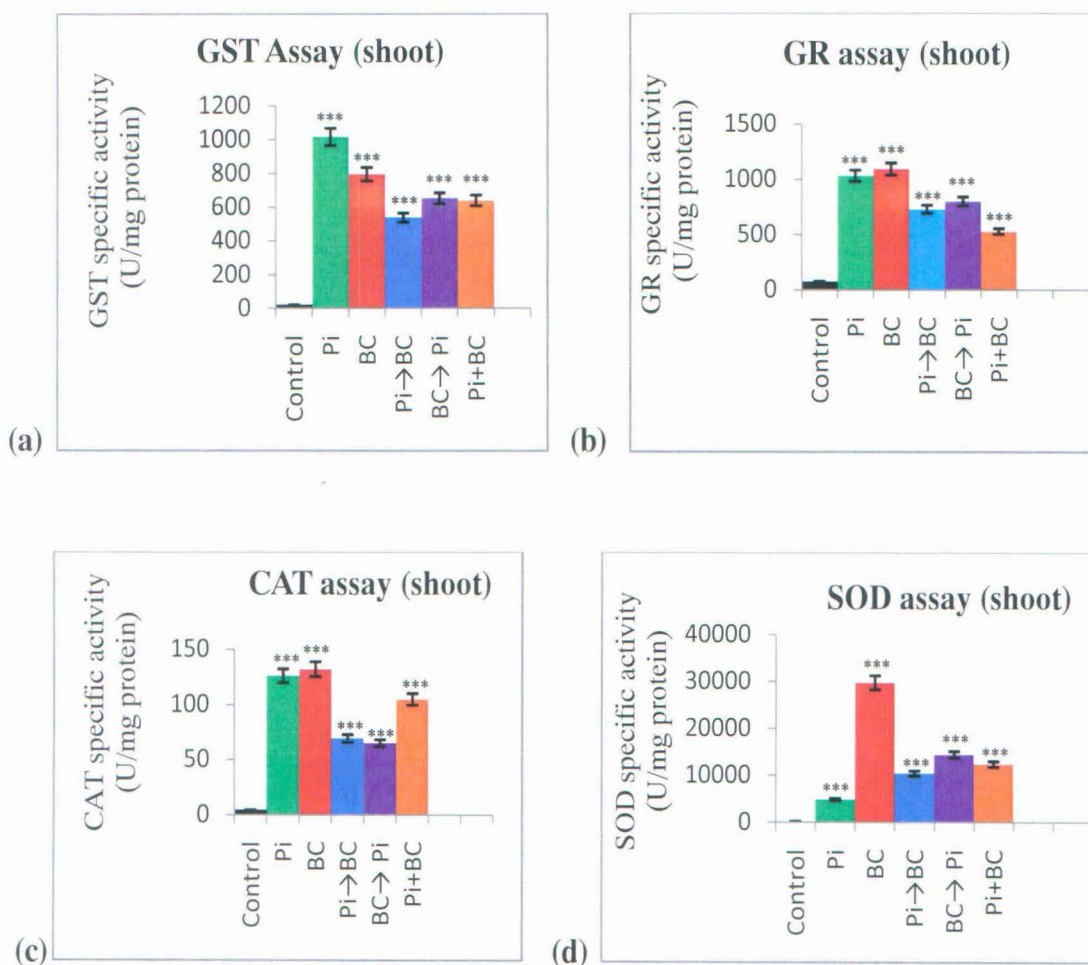 GST Assay (shoot)
GST specific activity
(U/mg protein)
1200
1000
800
600
400
200
0
***
***
***
***
***
Control
Pi
BC
Pi→BC
BC→ Pi
Pi+BC
(a)
GR assay (shoot)
GR specific activity
(U/mg protein)
1500
1000
500
0
***
***
***
***
***
Control
Pi
BC
Pi→BC
BC→ Pi
Pi+BC
(b)
CAT assay (shoot)
CAT specific activity
(U/mg protein)
150
100
50
0
***
***
***
***
***
Control
Pi
BC
Pi→BC
BC→ Pi
Pi+BC
(c)
SOD assay (shoot)
SOD specific activity
(U/mg protein)
40000
30000
20000
10000
0
***
***
***
***
***
Control
Pi
BC
Pi→BC
BC→ Pi
Pi+BC
(d)